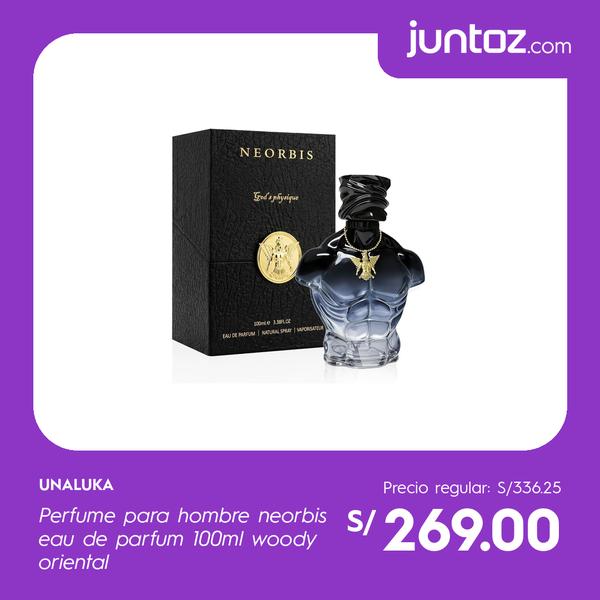 juntoz.com
NEORBIS
God's physique
100ml e 3.38FL.OZ
EAU DE PARFUM | NATURAL SPRAY | VAPORISATEUR
UNALUKA
Perfume para hombre neorbis
eau de parfum 100ml woody
oriental
Precio regular: S/336.25
S/ 269.00